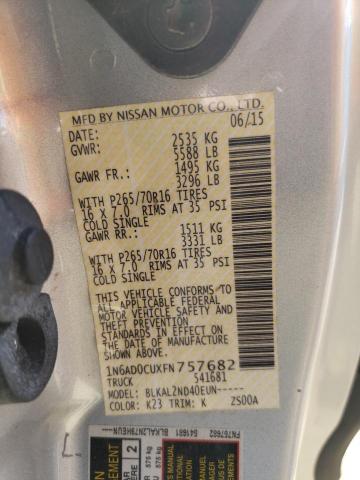 MFD BY NISSAN MOTOR CO., LTD.
DATE: 06/15
GVWR: 2535 KG
5588 LB
GAWR FR.: 1495 KG
3296 LB
WITH P265/70R16 TIRES
16 X 7.0 RIMS AT 35 PSI
COLD SINGLE
GAWR RR.: 1511 KG
3331 LB
WITH P265/70R16 TIRES
16 X 7.0 RIMS AT 35 PSI
COLD SINGLE
THIS VEHICLE CONFORMS TO
ALL APPLICABLE FEDERAL
MOTOR VEHICLE SAFETY AND
THEFT PREVENTION
STANDARDS IN EFFECT ON
THE DATE OF MANUFACTURE
SHOWN ABOVE.
1N6AD0CUXFN757682
TRUCK 541681
MODEL: BLKAL2ND40EUN-----
COLOR: K23 TRIM: K ZS00A
FN757682
541681
2